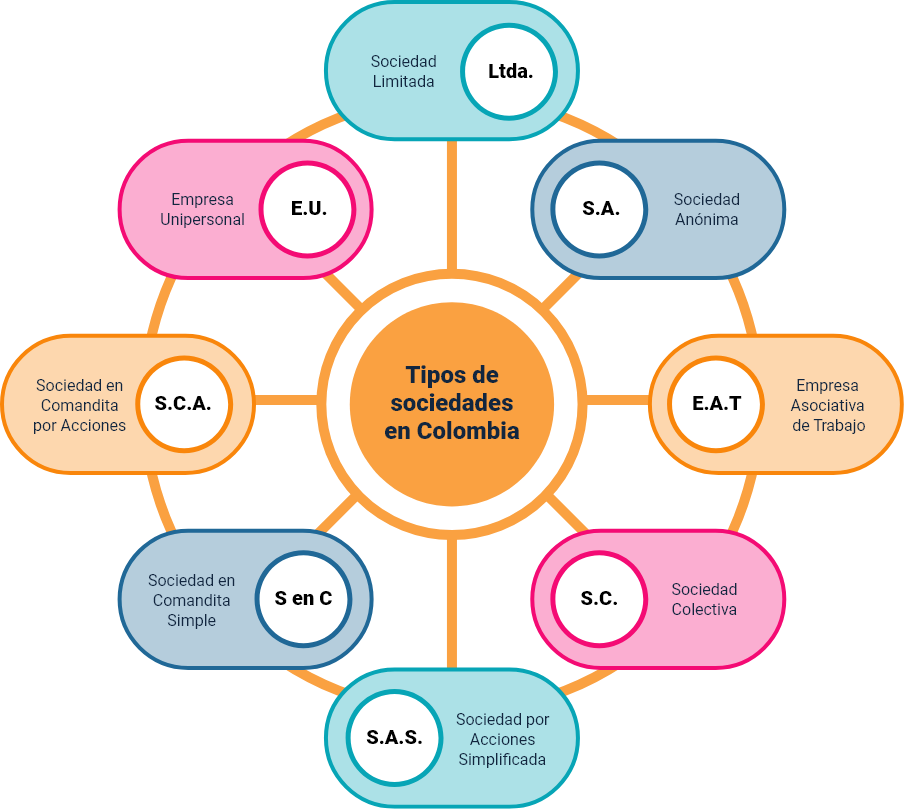 Sociedad
Limitada
Ltda.
Empresa
Unipersonal
E.U.
S.A.
Sociedad
Anónima
Sociedad en
Comandita
por Acciones
S.C.A.
Tipos de
sociedades
en Colombia
E.A.T
Empresa
Asociativa
de Trabajo
Sociedad en
Comandita
Simple
S en C
S.C.
Sociedad
Colectiva
S.A.S.
Sociedad por
Acciones
Simplificada